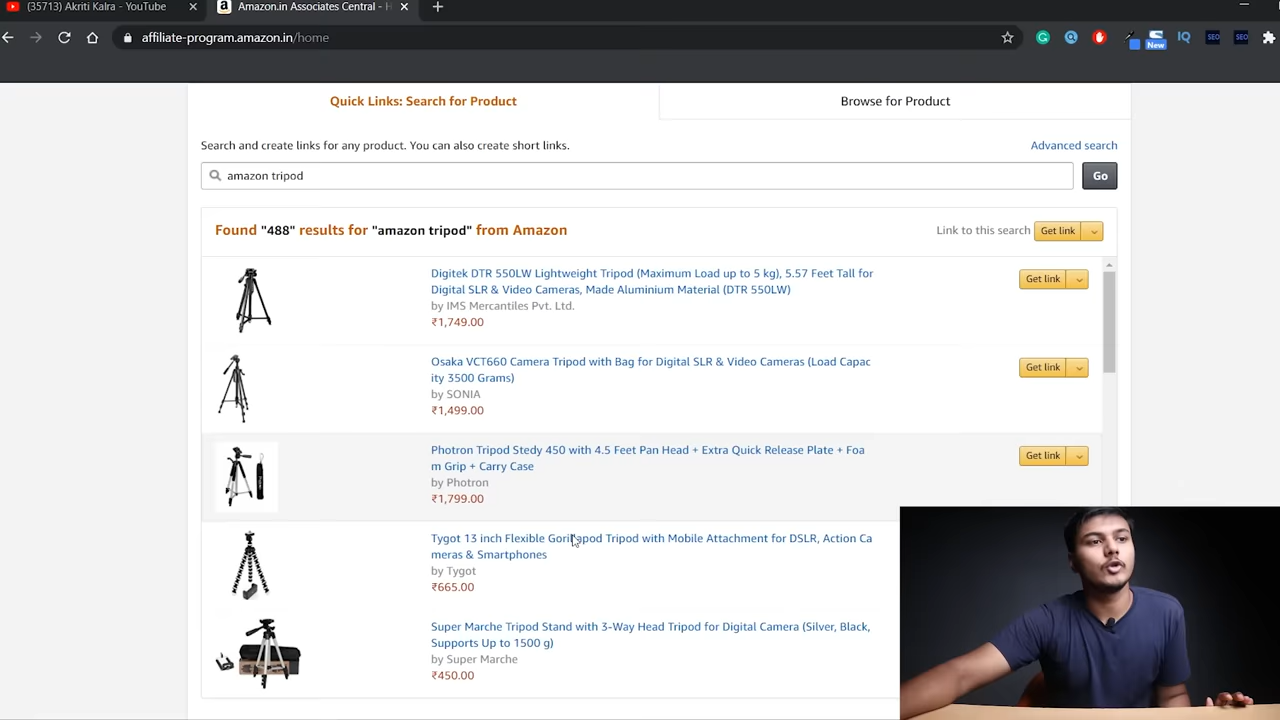 (35713) Akriti Kalra - YouTube
Amazon.in Associates Central - H
affiliate-program.amazon.in/home
New
IQ
SEO
SEO
Quick Links: Search for Product
Browse for Product
Search and create links for any product. You can also create short links.
Advanced search
amazon tripod
Go
Found "488" results for "amazon tripod" from Amazon
Link to this search
Get link
Digitek DTR 550LW Lightweight Tripod (Maximum Load up to 5 kg), 5.57 Feet Tall for
Digital SLR & Video Cameras, Made Aluminium Material (DTR 550LW)
by IMS Mercantiles Pvt. Ltd.
₹1,749.00
Get link
Osaka VCT660 Camera Tripod with Bag for Digital SLR & Video Cameras (Load Capac
ity 3500 Grams)
by SONIA
₹1,499.00
Get link
Photron Tripod Stedy 450 with 4.5 Feet Pan Head + Extra Quick Release Plate + Foa
m Grip + Carry Case
by Photron
₹1,799.00
Get link
Tygot 13 inch Flexible Gorillapod Tripod with Mobile Attachment for DSLR, Action Ca
meras & Smartphones
by Tygot
₹665.00
Super Marche Tripod Stand with 3-Way Head Tripod for Digital Camera (Silver, Black,
Supports Up to 1500 g)
by Super Marche
₹450.00